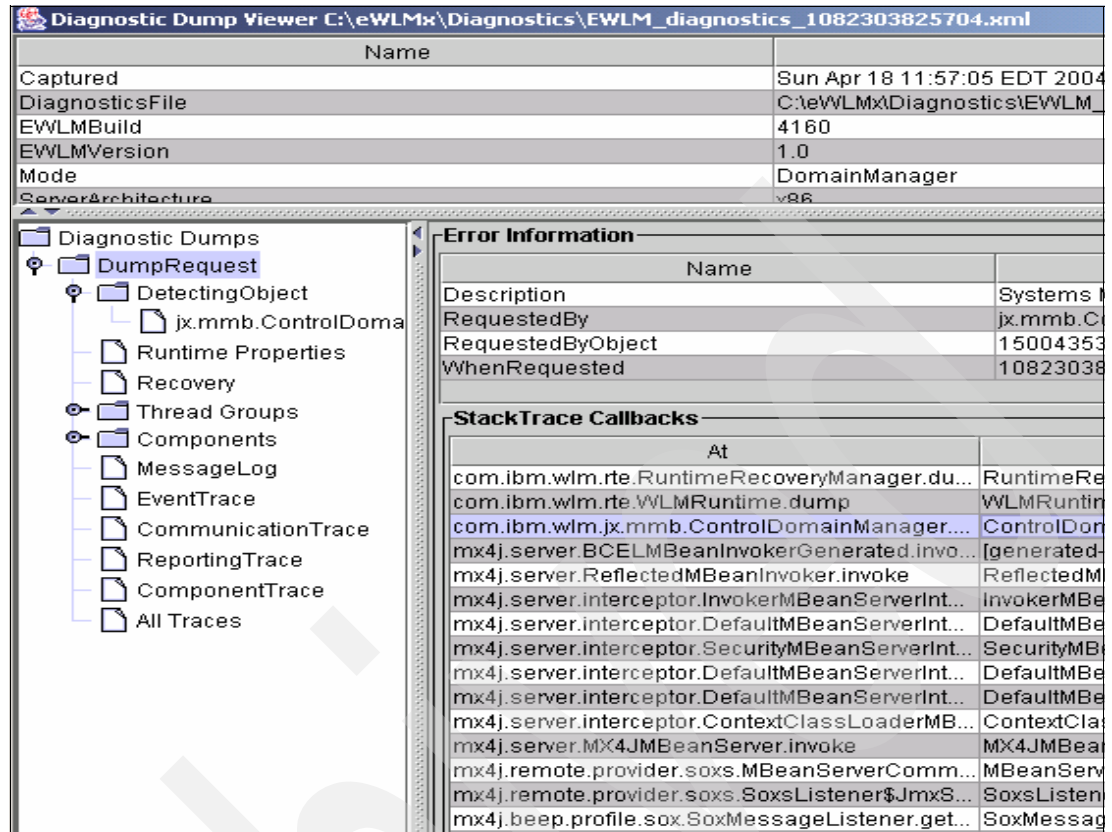 Diagnostic Dump Viewer C:\eWLMx\Diagnostics\EWLM_diagnostics_1082303825704.xml
Name
Captured Sun Apr 18 11:57:05 EDT 2004
DiagnosticsFile C:\eWLMx\Diagnostics\EWLM_
EWLMBuild 4160
EWLMVersion 1.0
Mode DomainManager
ServerArchitecture x86
Diagnostic Dumps
DumpRequest
DetectingObject
jx.mmb.ControlDoma
Runtime Properties
Recovery
Thread Groups
Components
MessageLog
EventTrace
CommunicationTrace
ReportingTrace
ComponentTrace
All Traces
Error Information
Name
Description Systems
RequestedBy jx.mmb.Co
RequestedByObject 15004353
WhenRequested 10823038
StackTrace Callbacks
At
com.ibm.wlm.rte.RuntimeRecoveryManager.du... RuntimeRe
com.ibm.wlm.rte.WLMRuntime.dump WLMRuntin
com.ibm.wlm.jx.mmb.ControlDomainManager.... ControlDon
mx4j.server.BCELMBeanInvokerGenerated.invo... [generated-
mx4j.server.ReflectedMBeanInvoker.invoke ReflectedM
mx4j.server.interceptor.InvokerMBeanServerInt... InvokerMBe
mx4j.server.interceptor.DefaultMBeanServerInt... DefaultMBe
mx4j.server.interceptor.SecurityMBeanServerInt... SecurityMB
mx4j.server.interceptor.DefaultMBeanServerInt... DefaultMBe
mx4j.server.interceptor.DefaultMBeanServerInt... DefaultMBe
mx4j.server.interceptor.ContextClassLoaderMB... ContextClas
mx4j.server.MX4JMBeanServer.invoke MX4JMBear
mx4j.remote.provider.soxs.MBeanServerComm... MBeanServ
mx4j.remote.provider.soxs.SoxsListener$JmxS... SoxsListen
mx4j.beep.profile.sox.SoxMessageListener.get... SoxMessag